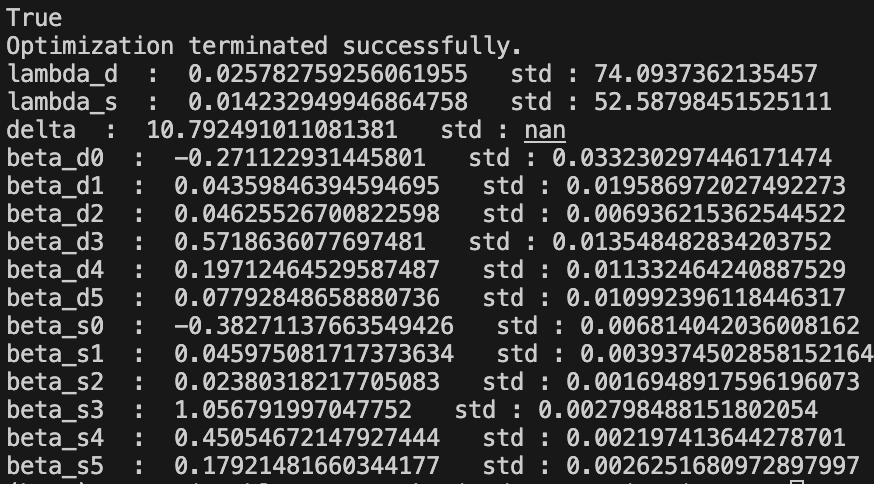 True
Optimization terminated successfully.
lambda_d : 0.025782759256061955 std : 74.0937362135457
lambda_s : 0.014232949946864758 std : 52.58798451525111
delta : 10.792491011081381 std : nan
beta_d0 : -0.271122931445801 std : 0.033230297446171474
beta_d1 : 0.04359846394594695 std : 0.019586972027492273
beta_d2 : 0.04625526700822598 std : 0.006936215362544522
beta_d3 : 0.5718636077697481 std : 0.013548482834203752
beta_d4 : 0.19712464529587487 std : 0.011332464240887529
beta_d5 : 0.07792848658880736 std : 0.010992396118446317
beta_s0 : -0.38271137663549426 std : 0.006814042036008162
beta_s1 : 0.045975081717373634 std : 0.0039374502858152164
beta_s2 : 0.02380318217705083 std : 0.0016948917596196073
beta_s3 : 1.056791997047752 std : 0.002798488151802054
beta_s4 : 0.45054672147927444 std : 0.002197413644278701
beta_s5 : 0.17921481660344177 std : 0.0026251680972897997